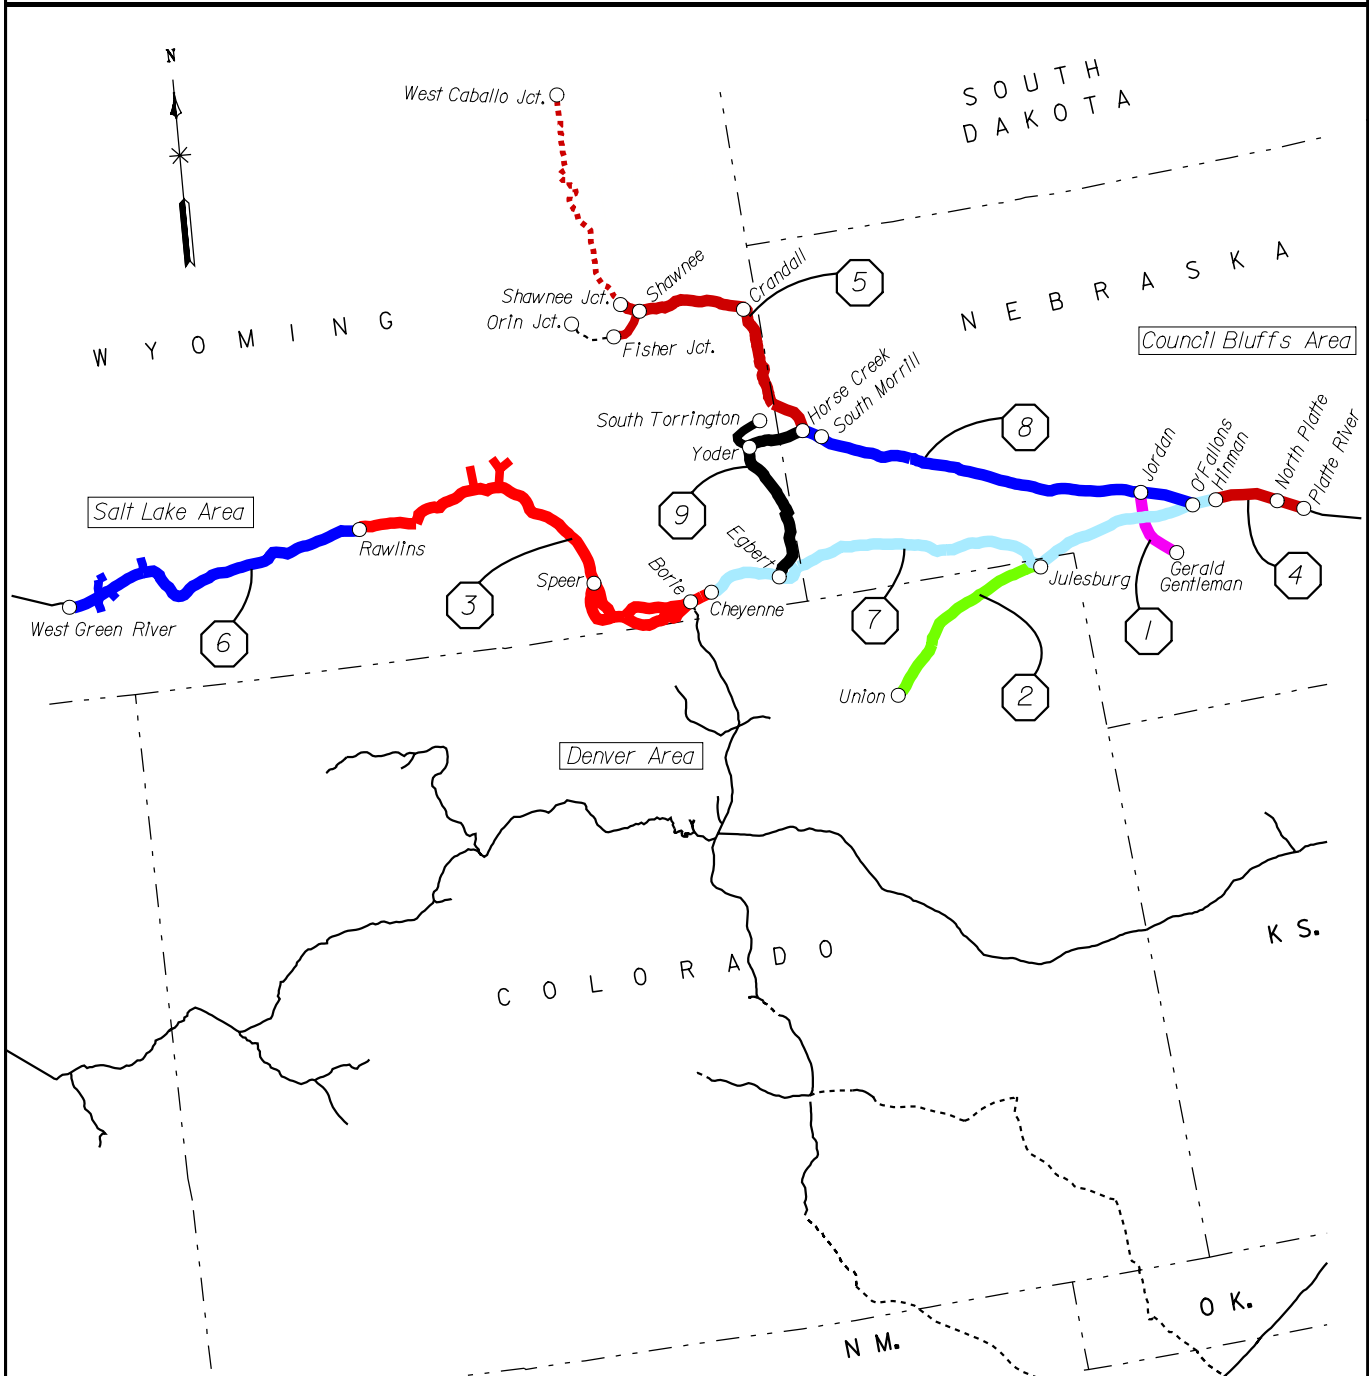 N
West Caballo Jct.
SOUTH
DAKOTA
Shawnee
Crandall
5
Shawnee Jct.
Orin Jct.
Fisher Jct.
WYOMING
NEBRASKA
Council Bluffs Area
Horse Creek
South Morrill
South Torrington
Yoder
8
Jordan
O'Fallons
Hinman
North Platte
Platte River
Salt Lake Area
9
Rawlins
Egbert
Borie
Speer
3
Cheyenne
Julesburg
Gerald
Gentleman
4
West Green River
6
7
1
Union
2
Denver Area
COLORADO
KS.
OK.
NM.